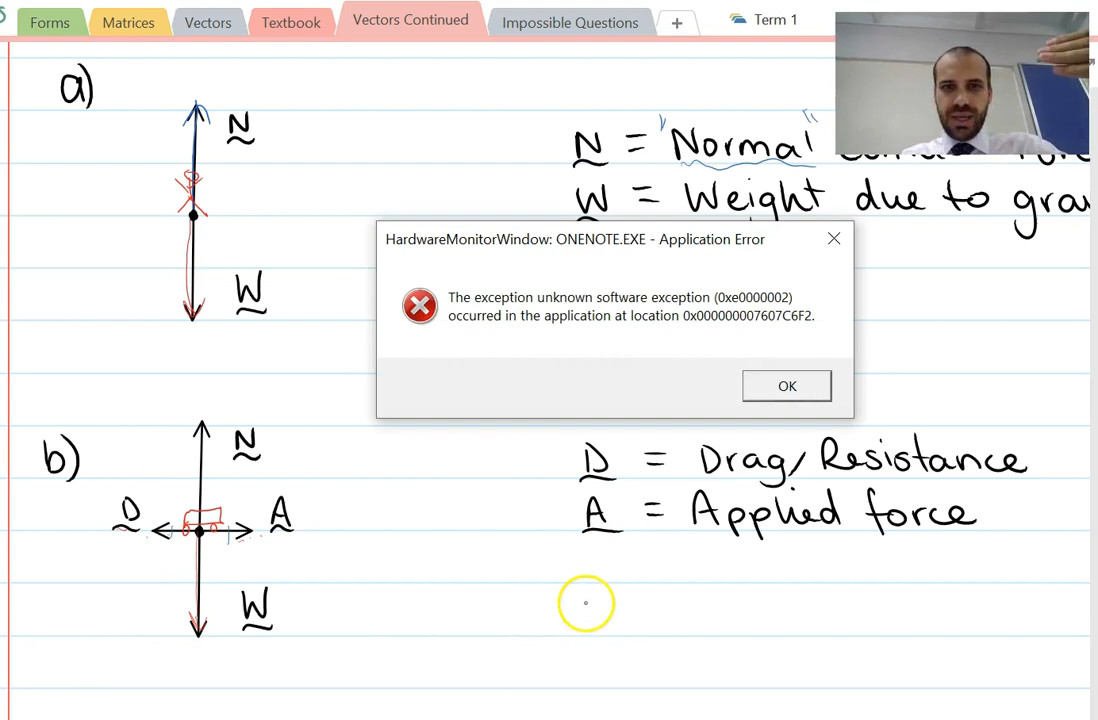 Forms Matrices Vectors Textbook Vectors Continued Impossible Questions + Term 1
a)
N
W
N = "Normal"
W = Weight due to gra
HardwareMonitorWindow: ONENOTE.EXE - Application Error
The exception unknown software exception (0xe0000002)
occurred in the application at location 0x000000007607C6F2.
OK
b)
N
D
A
W
D = Drag/Resistance
A = Applied force